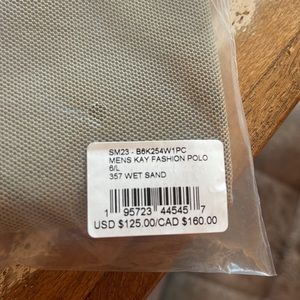 SM23 - B6K254W1PC
MENS KAY FASHION POLO
6/L
357 WET SAND
1 95723 44545 7
USD $125.00/CAD $160.00